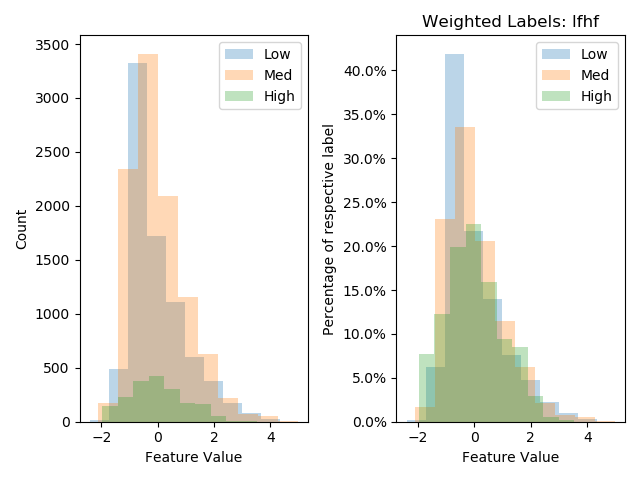 3500
3000
2500
2000
1500
1000
500
0
−2 0 2 4
Feature Value
Count
Low
Med
High
Weighted Labels: lfhf
40.0%
35.0%
30.0%
25.0%
20.0%
15.0%
10.0%
5.0%
0.0%
−2 0 2 4
Feature Value
Percentage of respective label
Low
Med
High